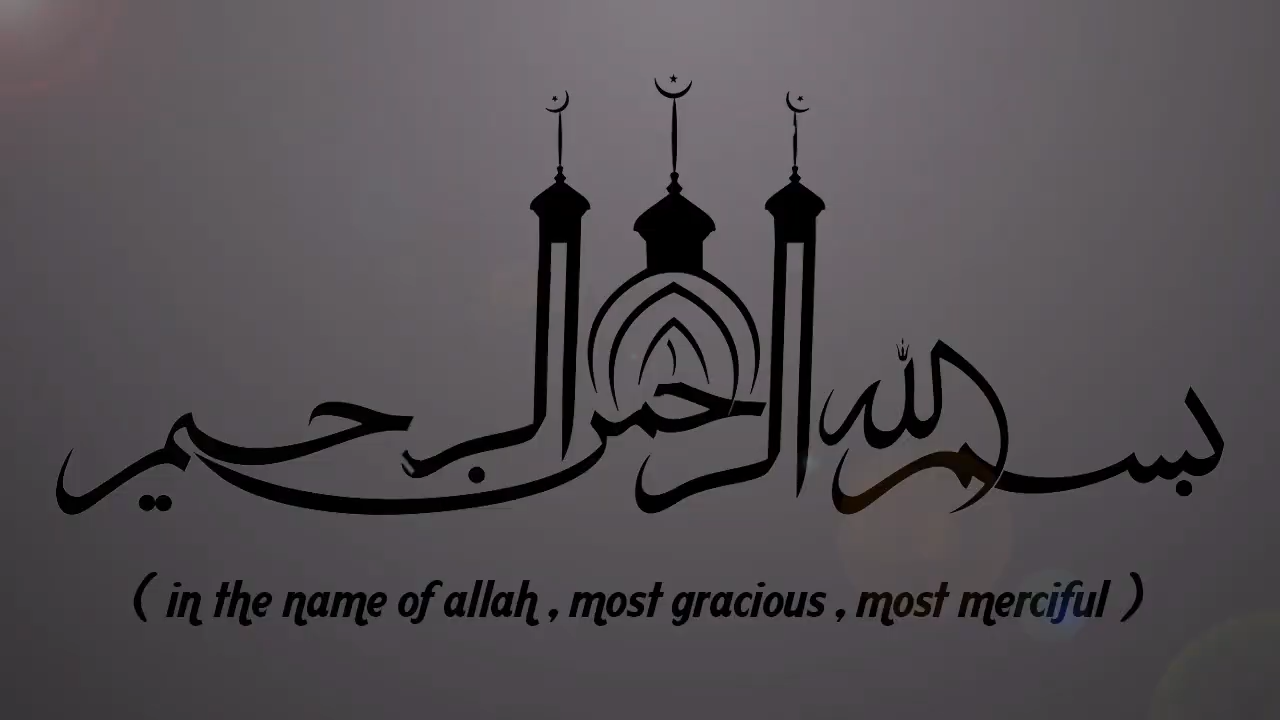 بسم الله الرحمن الرحيم
( in the name of allah , most gracious , most merciful )